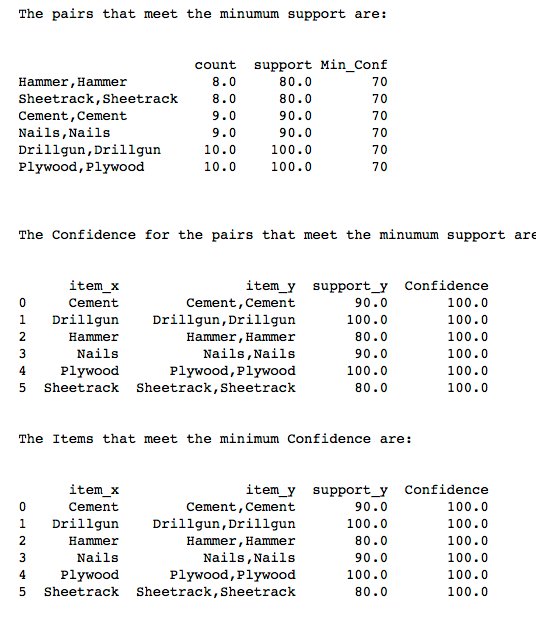 The pairs that meet the minumum support are:
count support Min_Conf
Hammer,Hammer 8.0 80.0 70
Sheetrack,Sheetrack 8.0 80.0 70
Cement,Cement 9.0 90.0 70
Nails,Nails 9.0 90.0 70
Drillgun,Drillgun 10.0 100.0 70
Plywood,Plywood 10.0 100.0 70
The Confidence for the pairs that meet the minumum support are
item_x item_y support_y Confidence
0 Cement Cement,Cement 90.0 100.0
1 Drillgun Drillgun,Drillgun 100.0 100.0
2 Hammer Hammer,Hammer 80.0 100.0
3 Nails Nails,Nails 90.0 100.0
4 Plywood Plywood,Plywood 100.0 100.0
5 Sheetrack Sheetrack,Sheetrack 80.0 100.0
The Items that meet the minimum Confidence are:
item_x item_y support_y Confidence
0 Cement Cement,Cement 90.0 100.0
1 Drillgun Drillgun,Drillgun 100.0 100.0
2 Hammer Hammer,Hammer 80.0 100.0
3 Nails Nails,Nails 90.0 100.0
4 Plywood Plywood,Plywood 100.0 100.0
5 Sheetrack Sheetrack,Sheetrack 80.0 100.0